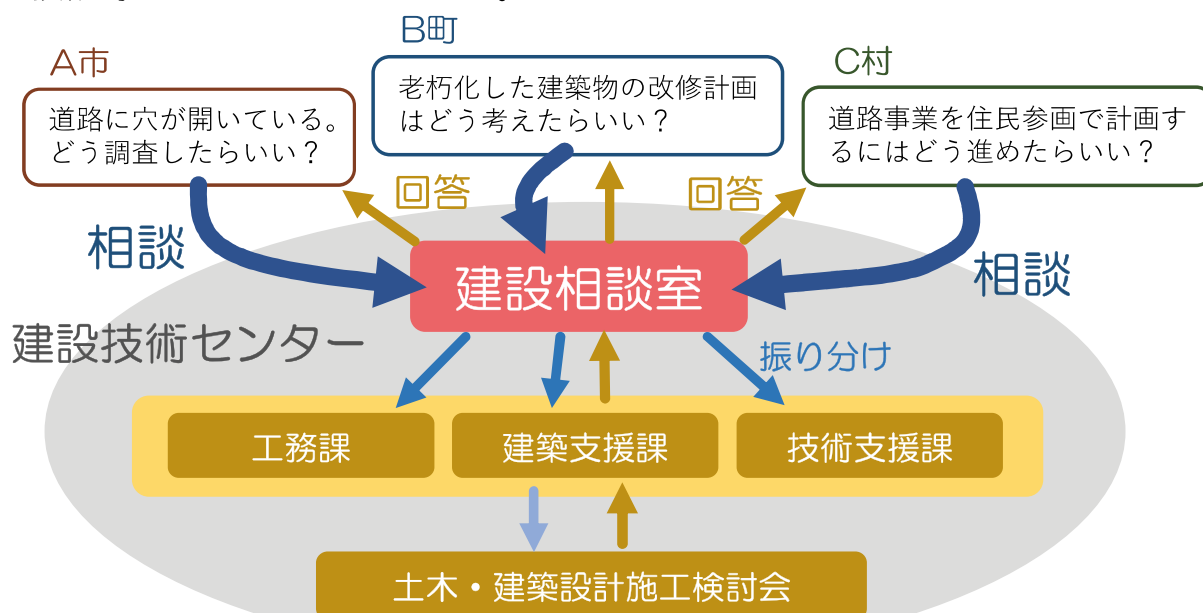 B町
A市
C村
老朽化した建築物の改修計画
はどう考えたらいい？
道路に穴が開いている。
どう調査したらいい？
道路事業を住民参画で計画す
るにはどう進めたらいい？
回答
回答
相談
相談
建設相談室
建設技術センター
振り分け
工務課
建築支援課
技術支援課
土木・建築設計施工検討会